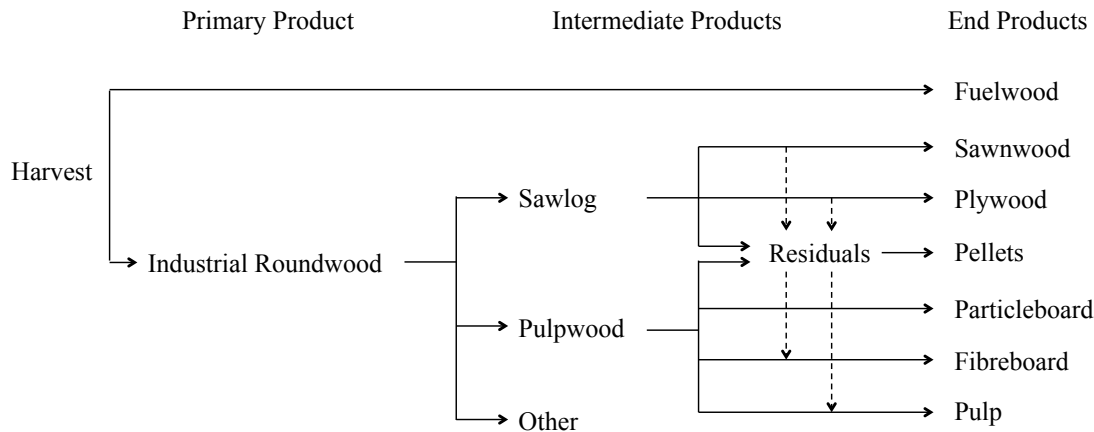 Primary Product Intermediate Products End Products
Fuelwood
Sawnwood
Harvest
Sawlog Plywood
Residuals Pellets
Industrial Roundwood
Particleboard
Pulpwood
Fibreboard
Pulp
Other